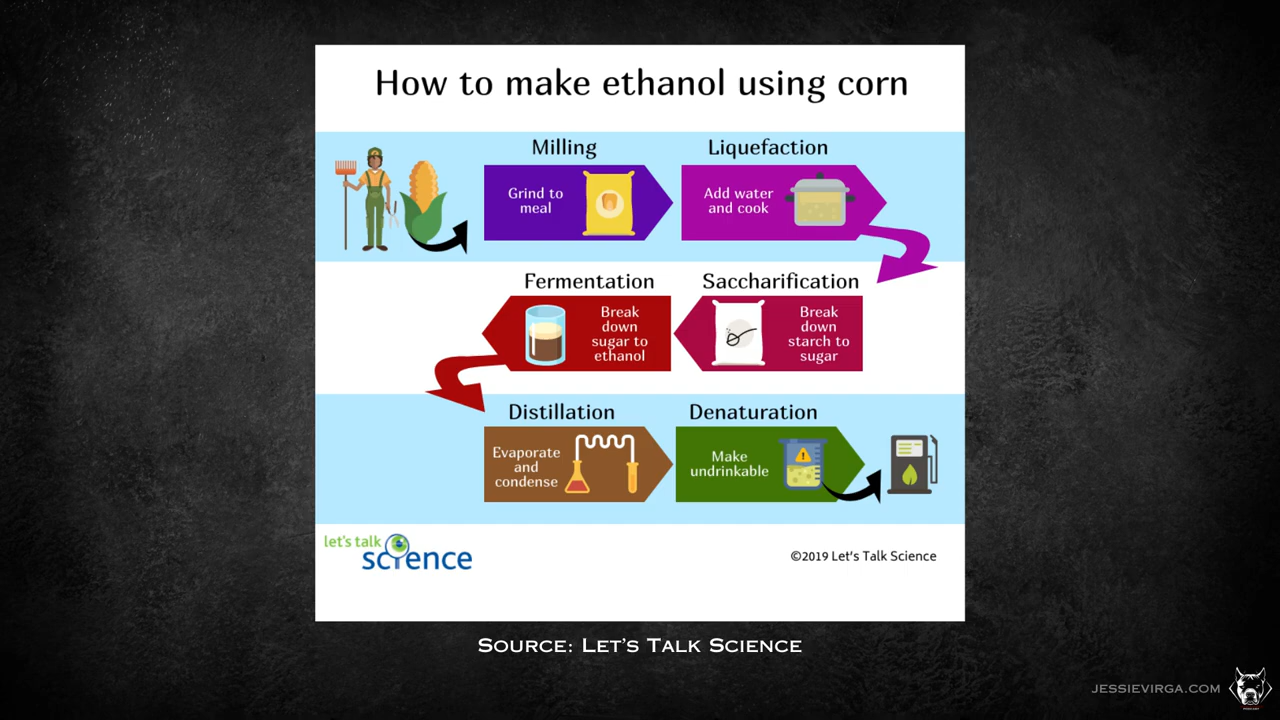 How to make ethanol using corn
Milling
Liquefaction
Grind to
meal
Add water
and cook
Fermentation
Saccharification
Break
down
sugar to
ethanol
Break
down
starch to
sugar
Distillation
Denaturation
Evaporate
and
condense
Make
undrinkable
let's talk
science
©2019 Let's Talk Science
Source: Let's Talk Science
jessievirga.com